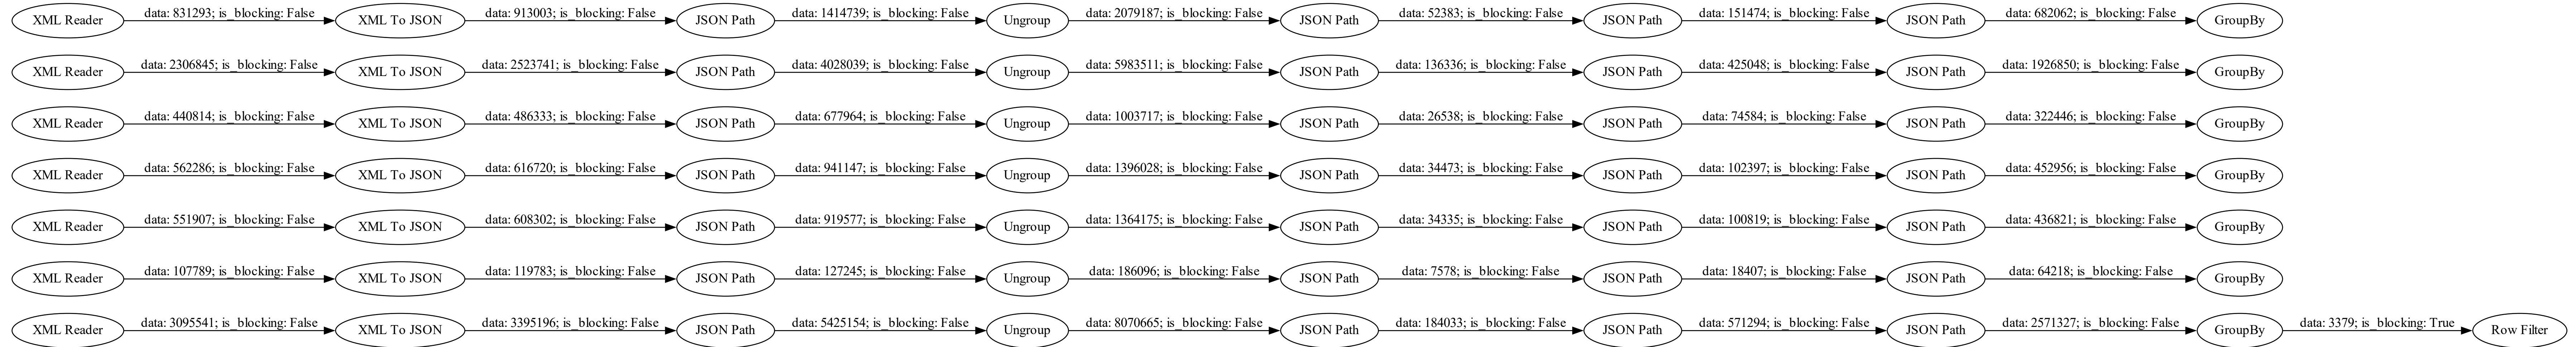 XML Reader data: 831293; is_blocking: False XML To JSON data: 913003; is_blocking: False JSON Path data: 1414739; is_blocking: False Ungroup data: 2079187; is_blocking: False JSON Path data: 52383; is_blocking: False JSON Path data: 151474; is_blocking: False JSON Path data: 682062; is_blocking: False GroupBy
XML Reader data: 2306845; is_blocking: False XML To JSON data: 2523741; is_blocking: False JSON Path data: 4028039; is_blocking: False Ungroup data: 5983511; is_blocking: False JSON Path data: 136336; is_blocking: False JSON Path data: 425048; is_blocking: False JSON Path data: 1926850; is_blocking: False GroupBy
XML Reader data: 440814; is_blocking: False XML To JSON data: 486333; is_blocking: False JSON Path data: 677964; is_blocking: False Ungroup data: 1003717; is_blocking: False JSON Path data: 26538; is_blocking: False JSON Path data: 74584; is_blocking: False JSON Path data: 322446; is_blocking: False GroupBy
XML Reader data: 562286; is_blocking: False XML To JSON data: 616720; is_blocking: False JSON Path data: 941147; is_blocking: False Ungroup data: 1396028; is_blocking: False JSON Path data: 34473; is_blocking: False JSON Path data: 102397; is_blocking: False JSON Path data: 452956; is_blocking: False GroupBy
XML Reader data: 551907; is_blocking: False XML To JSON data: 608302; is_blocking: False JSON Path data: 919577; is_blocking: False Ungroup data: 1364175; is_blocking: False JSON Path data: 34335; is_blocking: False JSON Path data: 100819; is_blocking: False JSON Path data: 436821; is_blocking: False GroupBy
XML Reader data: 107789; is_blocking: False XML To JSON data: 119783; is_blocking: False JSON Path data: 127245; is_blocking: False Ungroup data: 186096; is_blocking: False JSON Path data: 7578; is_blocking: False JSON Path data: 18407; is_blocking: False JSON Path data: 64218; is_blocking: False GroupBy
XML Reader data: 3095541; is_blocking: False XML To JSON data: 3395196; is_blocking: False JSON Path data: 5425154; is_blocking: False Ungroup data: 8070665; is_blocking: False JSON Path data: 184033; is_blocking: False JSON Path data: 571294; is_blocking: False JSON Path data: 2571327; is_blocking: False GroupBy data: 3379; is_blocking: True Row Filter